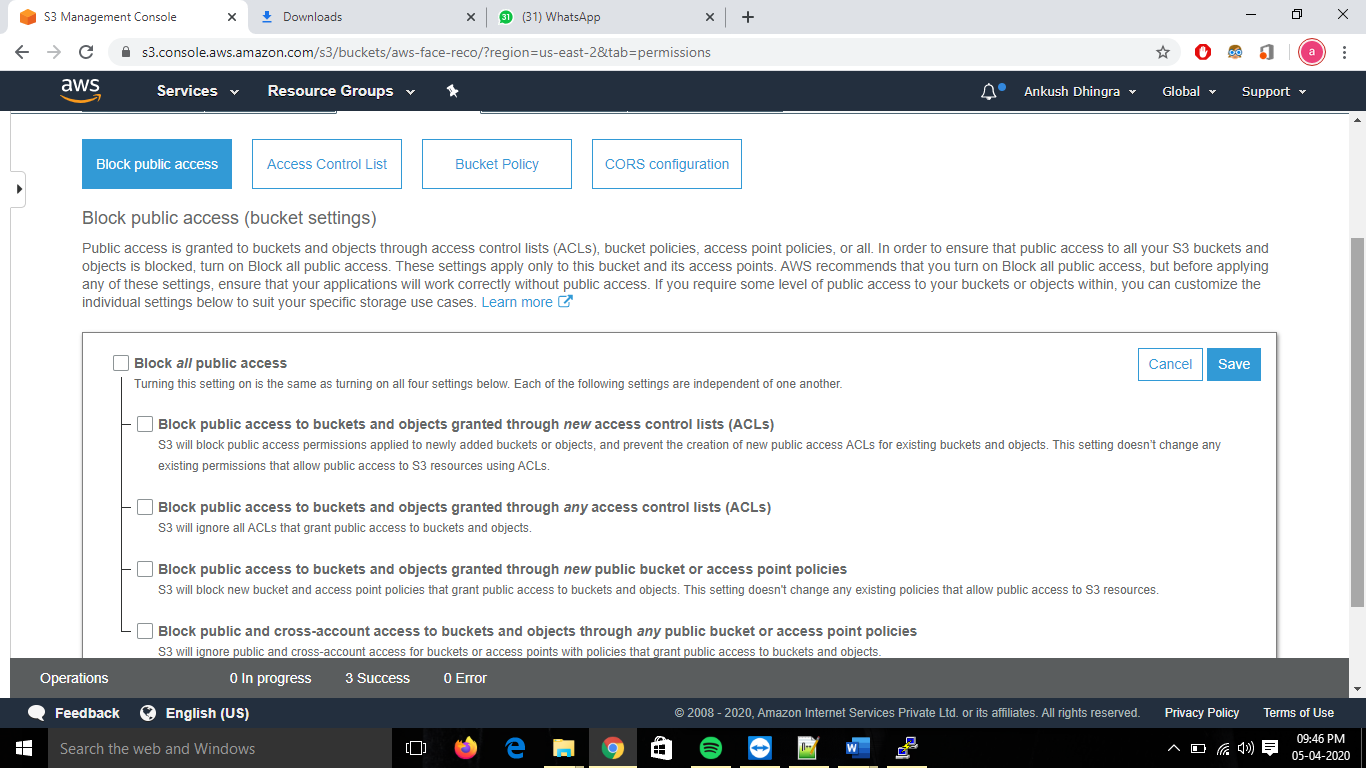 S3 Management Console
Downloads
31
(31) WhatsApp
s3.console.aws.amazon.com/s3/buckets/aws-face-reco/?region=us-east-2&tab=permissions
a
aws
Services
Resource Groups
Ankush Dhingra
Global
Support
Block public access
Access Control List
Bucket Policy
CORS configuration
Block public access (bucket settings)
Public access is granted to buckets and objects through access control lists (ACLs), bucket policies, access point policies, or all. In order to ensure that public access to all your S3 buckets and
objects is blocked, turn on Block all public access. These settings apply only to this bucket and its access points. AWS recommends that you turn on Block all public access, but before applying
any of these settings, ensure that your applications will work correctly without public access. If you require some level of public access to your buckets or objects within, you can customize the
individual settings below to suit your specific storage use cases. Learn more
Block all public access
Cancel
Save
Turning this setting on is the same as turning on all four settings below. Each of the following settings are independent of one another.
Block public access to buckets and objects granted through new access control lists (ACLs)
S3 will block public access permissions applied to newly added buckets or objects, and prevent the creation of new public access ACLs for existing buckets and objects. This setting doesn't change any
existing permissions that allow public access to S3 resources using ACLs.
Block public access to buckets and objects granted through any access control lists (ACLs)
S3 will ignore all ACLs that grant public access to buckets and objects.
Block public access to buckets and objects granted through new public bucket or access point policies
S3 will block new bucket and access point policies that grant public access to buckets and objects. This setting doesn't change any existing policies that allow public access to S3 resources.
Block public and cross-account access to buckets and objects through any public bucket or access point policies
S3 will ignore public and cross-account access for buckets or access points with policies that grant public access to buckets and objects.
Operations
0 In progress
3 Success
0 Error
Feedback
English (US)
© 2008 - 2020, Amazon Internet Services Private Ltd. or its affiliates. All rights reserved.
Privacy Policy
Terms of Use
Search the web and Windows
09:46 PM
05-04-2020